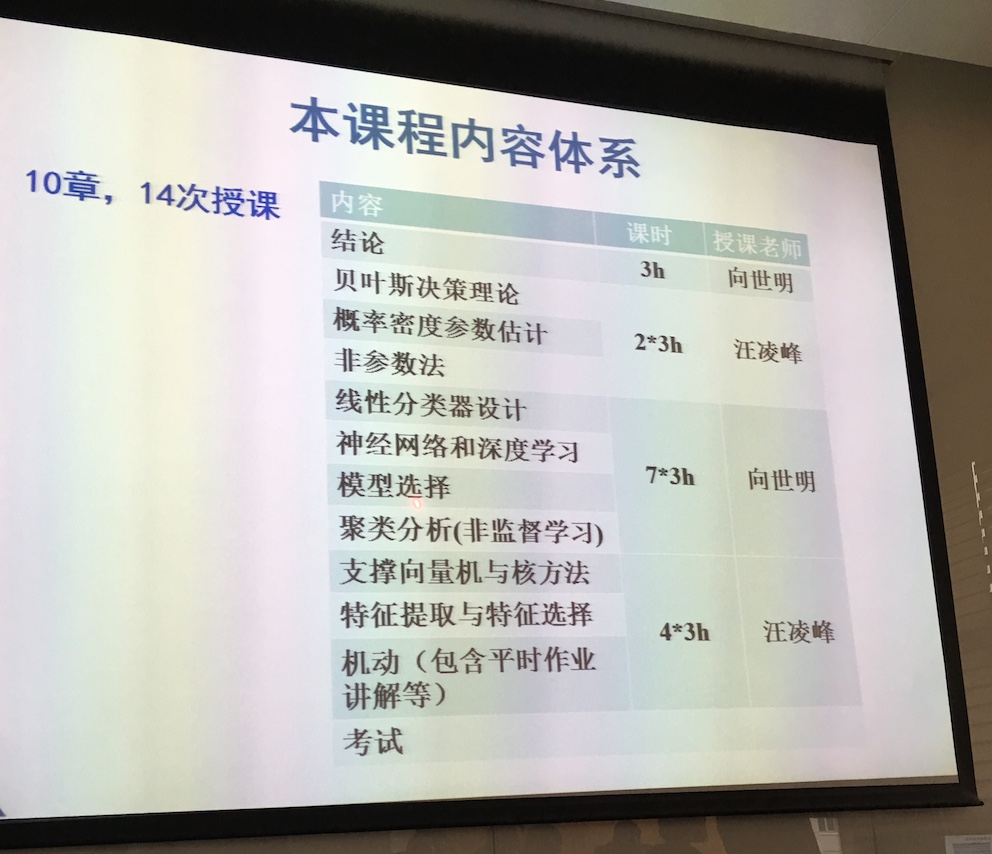 本课程内容体系
10章，14次授课
内容 课时 授课老师
结论 3h 向世明
贝叶斯决策理论
概率密度参数估计 2*3h 汪凌峰
非参数法
线性分类器设计
神经网络和深度学习
模型选择 7*3h 向世明
聚类分析(非监督学习)
支撑向量机与核方法
特征提取与特征选择 4*3h 汪凌峰
机动（包含平时作业
讲解等）
考试